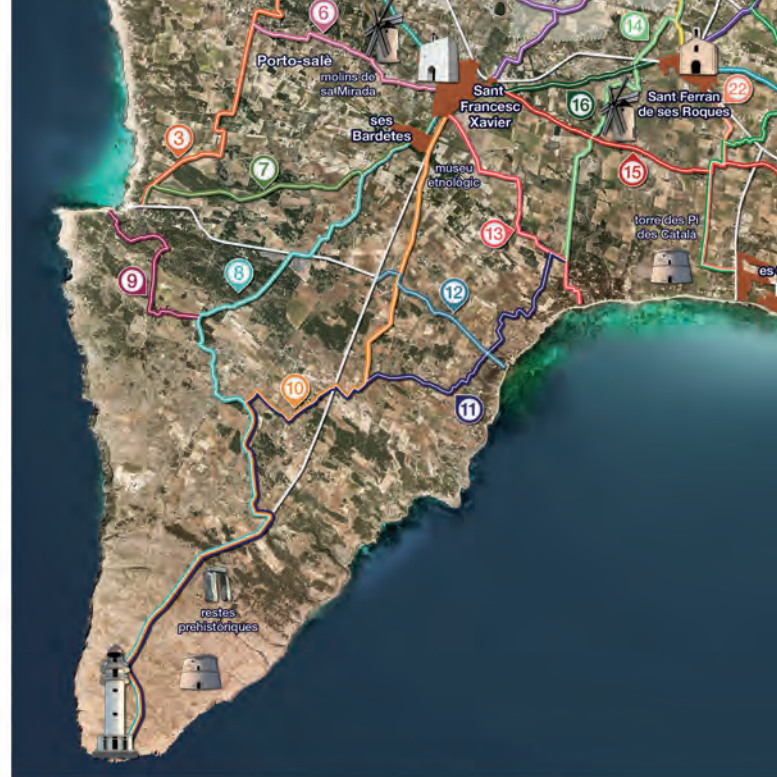 6
14
Porto-salè
molins de
sa Mirada
Sant
Francesc
Xavier
16
Sant Ferran
de ses Roques
22
ses
Bardetes
3
7
museu
etnològic
15
13
torre des Pi
des Català
9
8
12
es
10
11
restes
prehistòriques